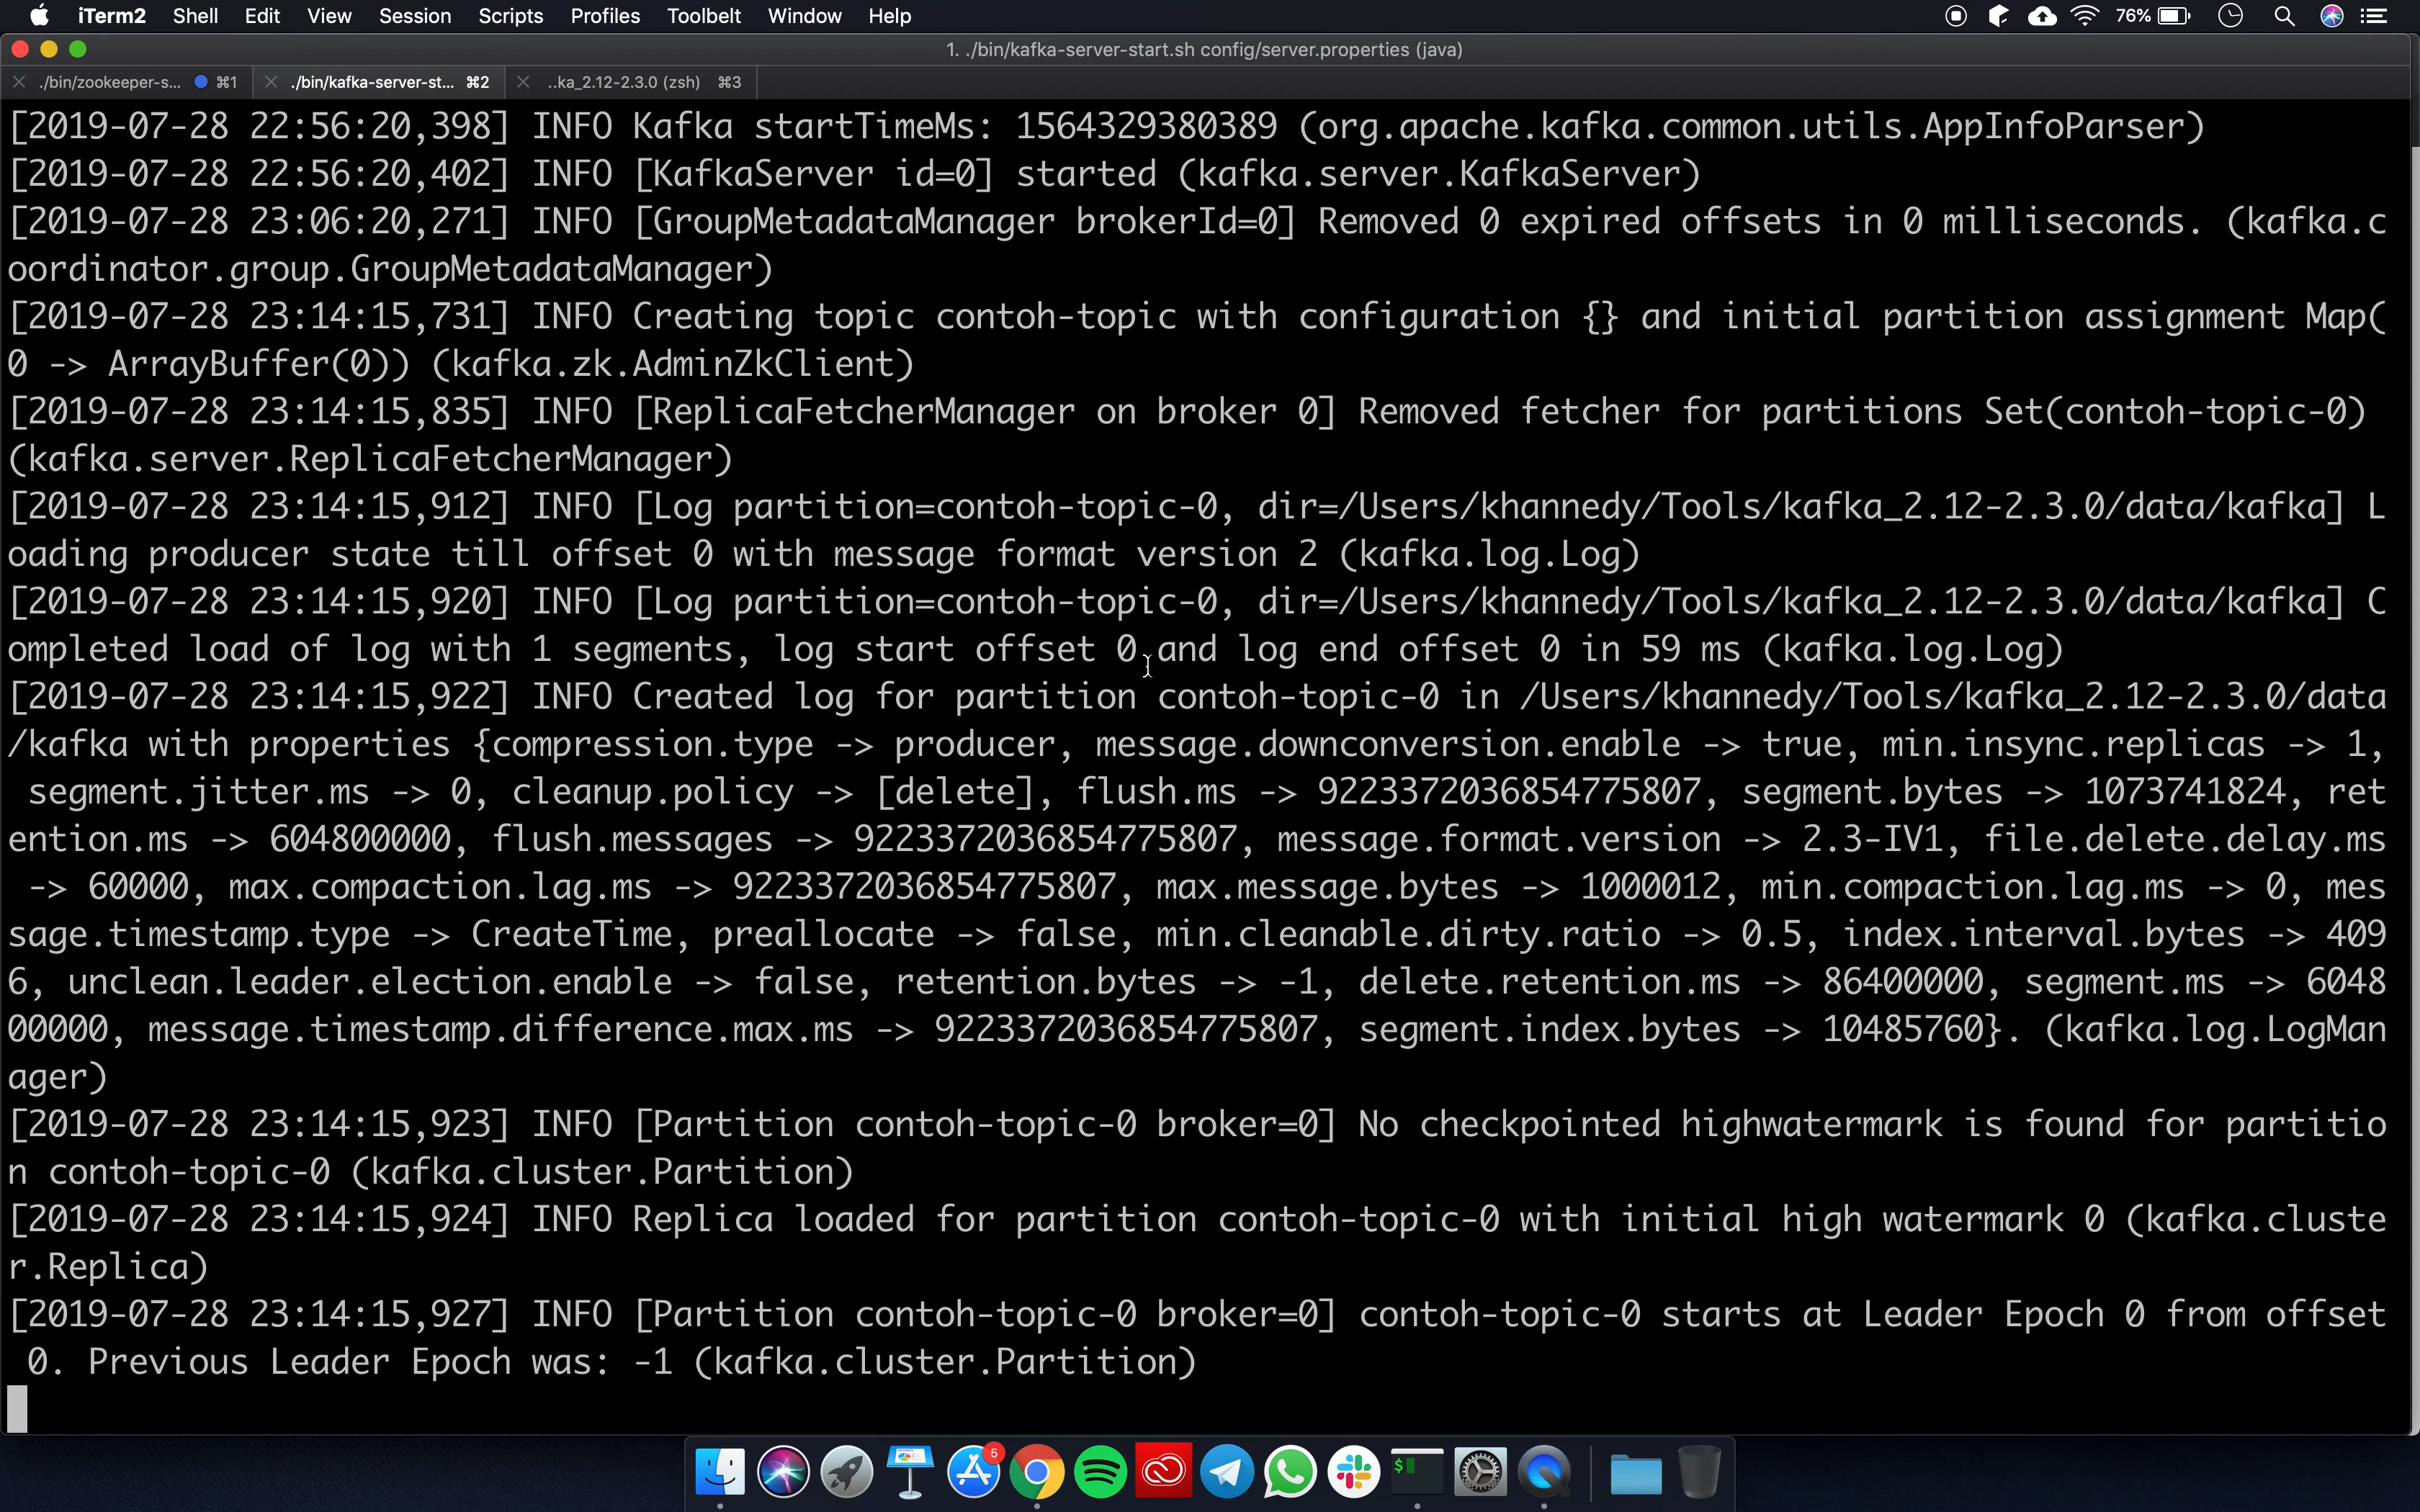 iTerm2 Shell Edit View Session Scripts Profiles Toolbelt Window Help 76%
1. ./bin/kafka-server-start.sh config/server.properties (java)
./bin/zookeeper-s... ⌘1 ./bin/kafka-server-st... ⌘2 ..ka_2.12-2.3.0 (zsh) ⌘3
[2019-07-28 22:56:20,398] INFO Kafka startTimeMs: 1564329380389 (org.apache.kafka.common.utils.AppInfoParser)
[2019-07-28 22:56:20,402] INFO [KafkaServer id=0] started (kafka.server.KafkaServer)
[2019-07-28 23:06:20,271] INFO [GroupMetadataManager brokerId=0] Removed 0 expired offsets in 0 milliseconds. (kafka.c
oordinator.group.GroupMetadataManager)
[2019-07-28 23:14:15,731] INFO Creating topic contoh-topic with configuration {} and initial partition assignment Map(
0 -> ArrayBuffer(0)) (kafka.zk.AdminZkClient)
[2019-07-28 23:14:15,835] INFO [ReplicaFetcherManager on broker 0] Removed fetcher for partitions Set(contoh-topic-0)
(kafka.server.ReplicaFetcherManager)
[2019-07-28 23:14:15,912] INFO [Log partition=contoh-topic-0, dir=/Users/khannedy/Tools/kafka_2.12-2.3.0/data/kafka] L
oading producer state till offset 0 with message format version 2 (kafka.log.Log)
[2019-07-28 23:14:15,920] INFO [Log partition=contoh-topic-0, dir=/Users/khannedy/Tools/kafka_2.12-2.3.0/data/kafka] C
ompleted load of log with 1 segments, log start offset 0 and log end offset 0 in 59 ms (kafka.log.Log)
[2019-07-28 23:14:15,922] INFO Created log for partition contoh-topic-0 in /Users/khannedy/Tools/kafka_2.12-2.3.0/data
/kafka with properties {compression.type -> producer, message.downconversion.enable -> true, min.insync.replicas -> 1,
segment.jitter.ms -> 0, cleanup.policy -> [delete], flush.ms -> 9223372036854775807, segment.bytes -> 1073741824, ret
ention.ms -> 604800000, flush.messages -> 9223372036854775807, message.format.version -> 2.3-IV1, file.delete.delay.ms
-> 60000, max.compaction.lag.ms -> 9223372036854775807, max.message.bytes -> 1000012, min.compaction.lag.ms -> 0, mes
sage.timestamp.type -> CreateTime, preallocate -> false, min.cleanable.dirty.ratio -> 0.5, index.interval.bytes -> 409
6, unclean.leader.election.enable -> false, retention.bytes -> -1, delete.retention.ms -> 86400000, segment.ms -> 6048
00000, message.timestamp.difference.max.ms -> 9223372036854775807, segment.index.bytes -> 10485760}. (kafka.log.LogMan
ager)
[2019-07-28 23:14:15,923] INFO [Partition contoh-topic-0 broker=0] No checkpointed highwatermark is found for partitio
n contoh-topic-0 (kafka.cluster.Partition)
[2019-07-28 23:14:15,924] INFO Replica loaded for partition contoh-topic-0 with initial high watermark 0 (kafka.cluste
r.Replica)
[2019-07-28 23:14:15,927] INFO [Partition contoh-topic-0 broker=0] contoh-topic-0 starts at Leader Epoch 0 from offset
0. Previous Leader Epoch was: -1 (kafka.cluster.Partition)
5
$